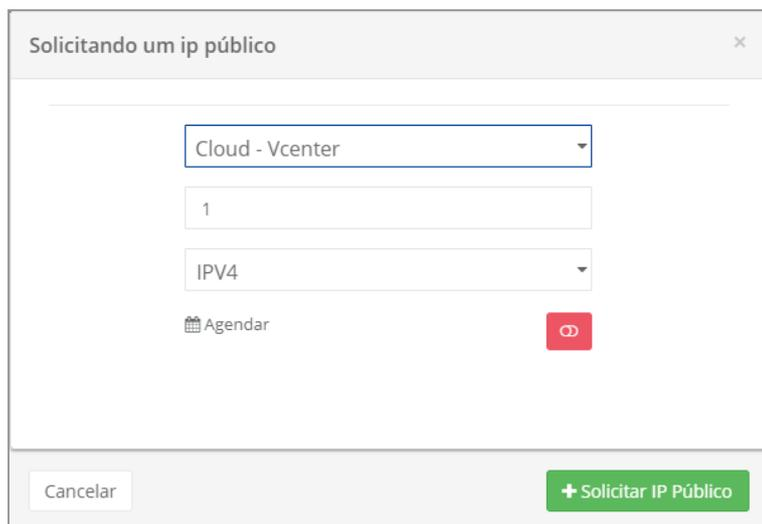 Solicitando um ip público ×
Cloud - Vcenter
1
IPV4
Agendar
Cancelar
Solicitar IP Público